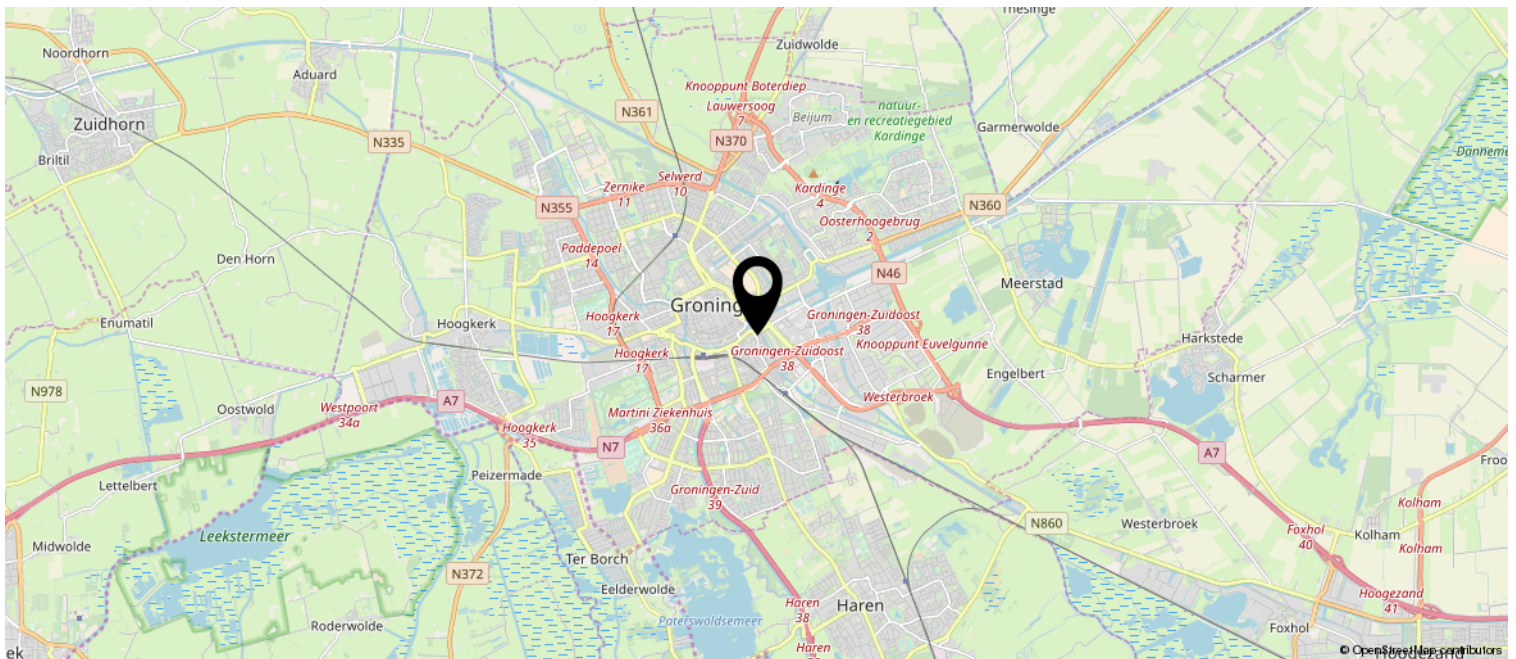 Thesinge
Noordhorn
Zuidwolde
Aduard
Knooppunt Boterdiep
Lauwersoog
7
N361
natuur-
en recreatiegebied
Kardinge
Beijum
Zuidhorn
Garmerwolde
N335
N370
Briltil
Selwerd
10
Zernike
11
Kardinge
4
N355
N360
Oosterhoogebrug
2
Paddepoel
14
Den Horn
N46
Meerstad
Groning
Hoogkerk
17
Groningen-Zuidoost
38
Enumatil
Hoogkerk
Knooppunt Euvelgunne
Harkstede
Hoogkerk
17
Groningen-Zuidoost
38
Engelbert
Scharmer
N978
Westerbroek
A7
Oostwold
Westpoort
34a
Martini Ziekenhuis
36a
Hoogkerk
35
N7
A7
Froo
Peizermade
Lettelbert
Groningen-Zuid
39
Kolham
N860
Westerbroek
Foxhol
40
Kolham
Leekstermeer
Midwolde
Kolham
Ter Borch
N372
Eelderwolde
Hoogezand
41
Haren
38
Haren
Paterswoldsemeer
Roderwolde
Foxhol
Haren
ek
© OpenStreetMap contributors